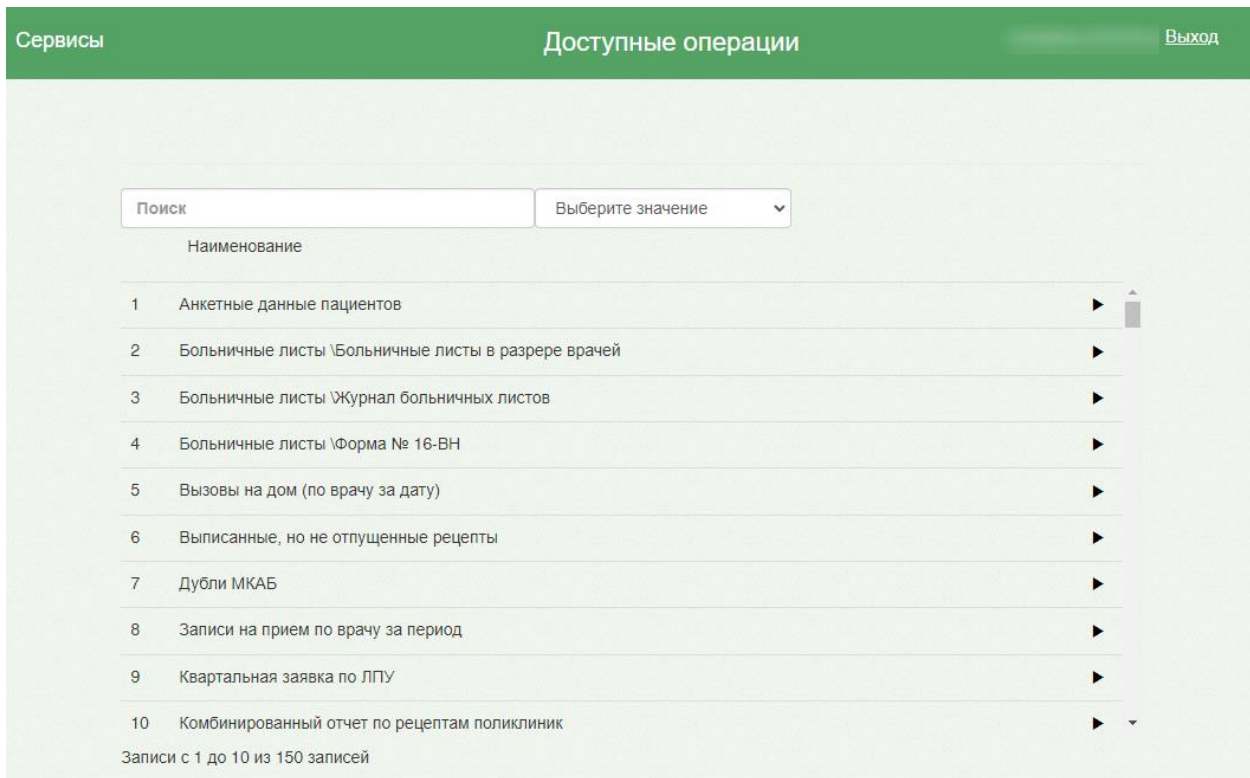 Сервисы Доступные операции Выход
Поиск Выберите значение
Наименование
1 Анкетные данные пациентов
2 Больничные листы \Больничные листы в разрере врачей
3 Больничные листы \Журнал больничных листов
4 Больничные листы \Форма № 16-ВН
5 Вызовы на дом (по врачу за дату)
6 Выписанные, но не отпущенные рецепты
7 Дубли МКАБ
8 Записи на прием по врачу за период
9 Квартальная заявка по ЛПУ
10 Комбинированный отчет по рецептам поликлиник
Записи с 1 до 10 из 150 записей